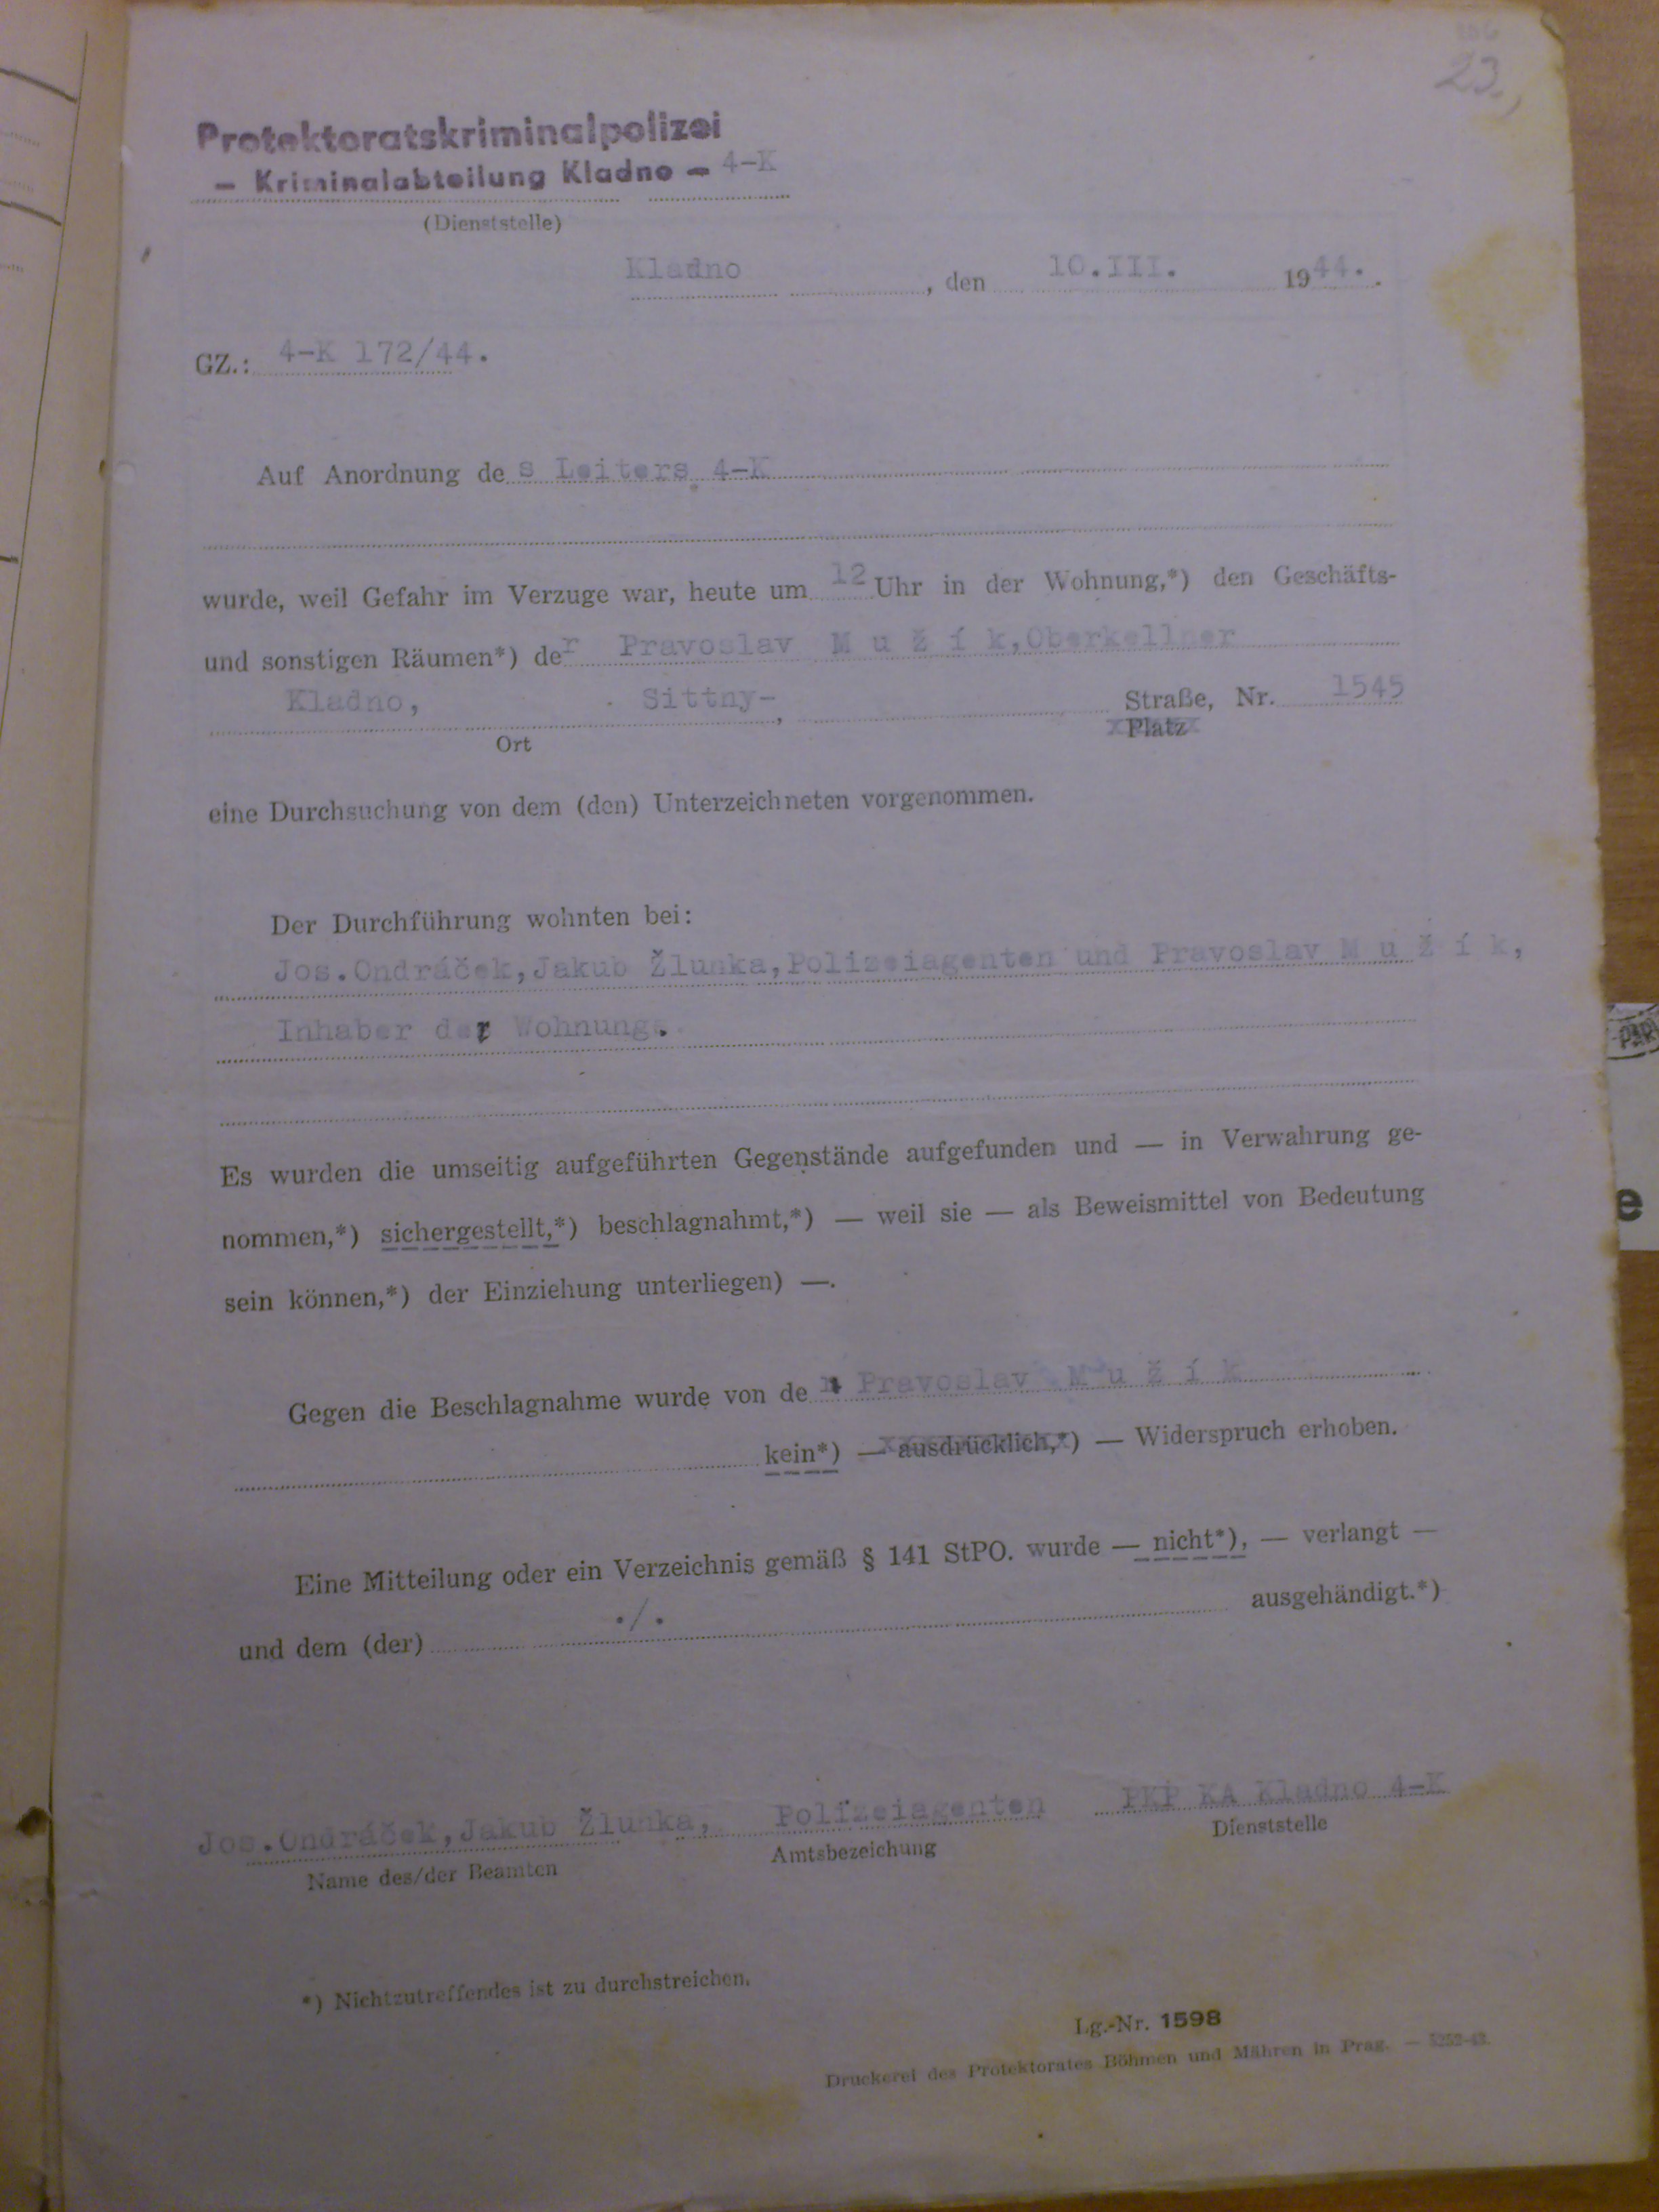 23.,
Protektoratskriminalpolizei
— Kriminalabteilung Kladno — 4-K
(Dienststelle)
Kladno , den 10.III. 1944. .
GZ.: 4-K 172/44.
Auf Anordnung des Leiters 4-K
wurde, weil Gefahr im Verzuge war, heute um 12 Uhr in der Wohnung,*) den Geschäfts-
und sonstigen Räumen*) der Pravoslav M u ž í k,Oberkellner
Kladno, Sittny- , Straße, Nr. 1545
Platz
Ort
eine Durchsuchung von dem (den) Unterzeichneten vorgenommen.
Der Durchführung wohnten bei:
Jos.Ondráček,Jakub Žlunka,Polizeiagenten und Pravoslav M u ž í k,
Inhaber der Wohnung.
Es wurden die umseitig aufgeführten Gegenstände aufgefunden und — in Verwahrung ge-
nommen,*) sichergestellt,*) beschlagnahmt,*) — weil sie — als Beweismittel von Bedeutung
sein können,*) der Einziehung unterliegen) —.
Gegen die Beschlagnahme wurde von den Pravoslav M u ž í k
kein*) — ausdrücklich,*) — Widerspruch erhoben.
Eine Mitteilung oder ein Verzeichnis gemäß § 141 StPO. wurde — nicht*), — verlangt —
und dem (der) ./. ausgehändigt.*)
Jos.Ondráček,Jakub Žlunka, Polizeiagenten PKP KA Kladno 4-K
Name des/der Beamten Amtsbezeichung Dienststelle
*) Nichtzutreffendes ist zu durchstreichen.
Lg.-Nr. 1598
Druckerei des Protektorates Böhmen und Mähren in Prag. — 5252-43.